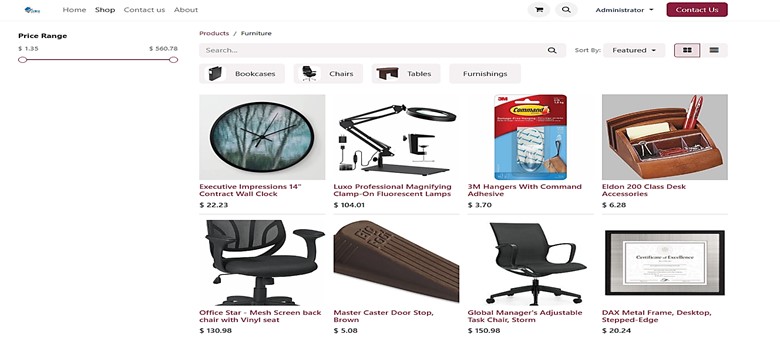 Home Shop Contact us About Administrator Contact Us
Price Range
$ 1.35 $ 560.78
Products / Furniture
Search... Sort By: Featured
Bookcases Chairs Tables Furnishings
3M
Command
Executive Impressions 14"
Contract Wall Clock
$ 22.23
Luxo Professional Magnifying
Clamp-On Fluorescent Lamps
$ 104.01
3M Hangers With Command
Adhesive
$ 3.70
Eldon 200 Class Desk
Accessories
$ 6.28
Certificate of Excellence
Office Star - Mesh Screen back
chair with Vinyl seat
$ 130.98
Master Caster Door Stop,
Brown
$ 5.08
Global Manager's Adjustable
Task Chair, Storm
$ 150.98
DAX Metal Frame, Desktop,
Stepped-Edge
$ 20.24